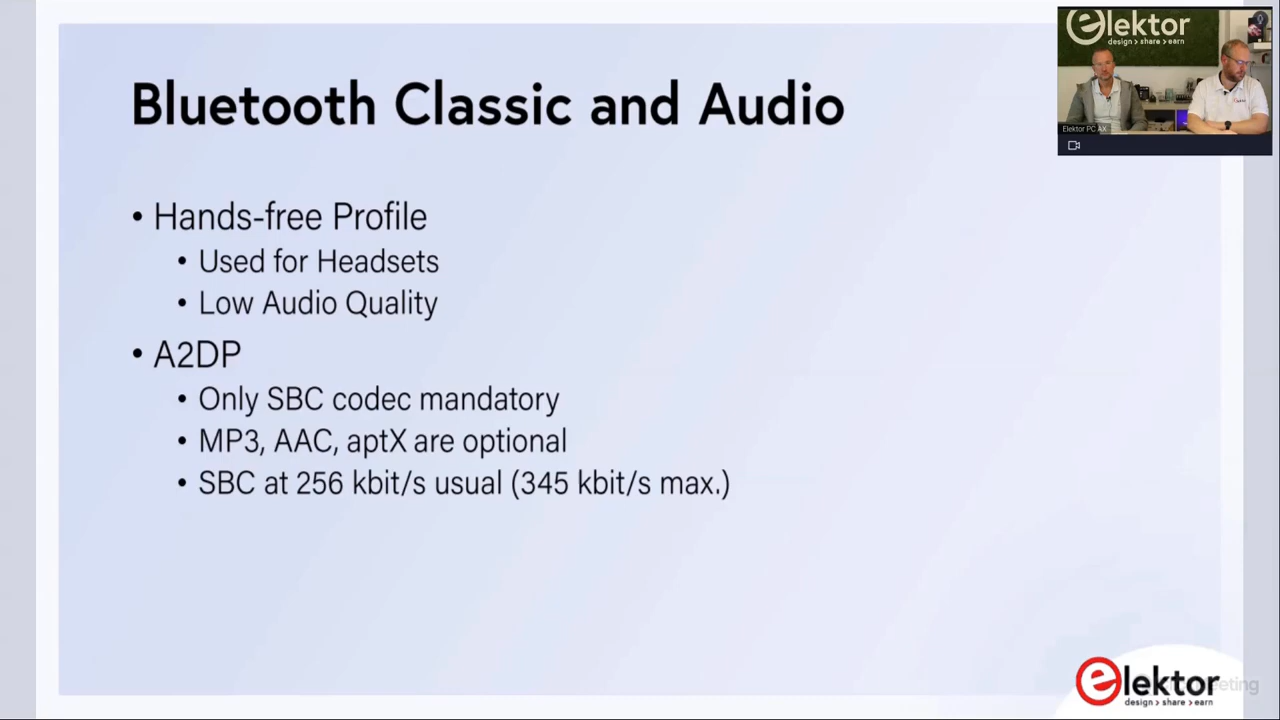 Bluetooth Classic and Audio
• Hands-free Profile
• Used for Headsets
• Low Audio Quality
• A2DP
• Only SBC codec mandatory
• MP3, AAC, aptX are optional
• SBC at 256 kbit/s usual (345 kbit/s max.)
elektor
design > share > earn
Elektor PC AX
elektor
design > share > earn